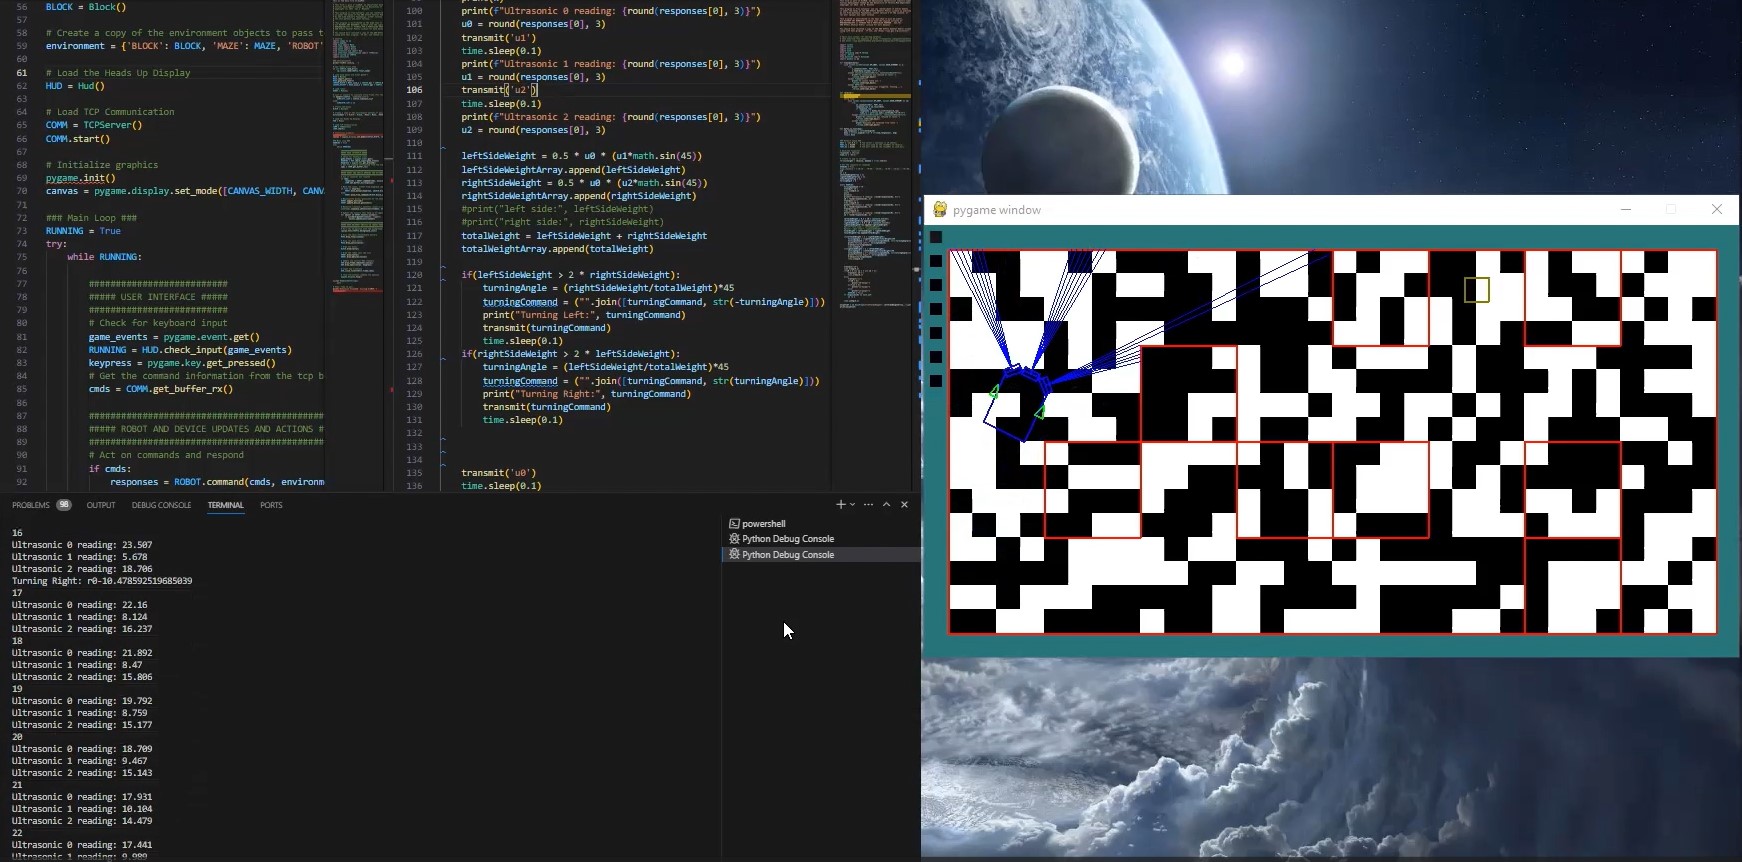 56 BLOCK = Block()
57
58 # Create a copy of the environment objects to pass t
59 environment = {'BLOCK': BLOCK, 'MAZE': MAZE, 'ROBOT'
60
61 # Load the Heads Up Display
62 HUD = Hud()
63
64 # Load TCP Communication
65 COMM = TCPServer()
66 COMM.start()
67
68 # Initialize graphics
69 pygame.init()
70 canvas = pygame.display.set_mode([CANVAS_WIDTH, CANV
71
72 ### Main Loop ###
73 RUNNING = True
74 try:
75 while RUNNING:
76
77 ##########################
78 ##### USER INTERFACE #####
79 ##########################
80 # Check for keyboard input
81 game_events = pygame.event.get()
82 RUNNING = HUD.check_input(game_events)
83 keypress = pygame.key.get_pressed()
84 # Get the command information from the tcp b
85 cmds = COMM.get_buffer_rx()
86
87 ############################################
88 ##### ROBOT AND DEVICE UPDATES AND ACTIONS #
89 ############################################
90 # Act on commands and respond
91 if cmds:
92 responses = ROBOT.command(cmds, environm
100 print(f"Ultrasonic 0 reading: {round(responses[0], 3)}")
101 u0 = round(responses[0], 3)
102 transmit('u1')
103 time.sleep(0.1)
104 print(f"Ultrasonic 1 reading: {round(responses[0], 3)}")
105 u1 = round(responses[0], 3)
106 transmit('u2')
107 time.sleep(0.1)
108 print(f"Ultrasonic 2 reading: {round(responses[0], 3)}")
109 u2 = round(responses[0], 3)
110
111 leftSideWeight = 0.5 * u0 * (u1*math.sin(45))
112 leftSideWeightArray.append(leftSideWeight)
113 rightSideWeight = 0.5 * u0 * (u2*math.sin(45))
114 rightSideWeightArray.append(rightSideWeight)
115 #print("left side:", leftSideWeight)
116 #print("right side:", rightSideWeight)
117 totalWeight = leftSideWeight + rightSideWeight
118 totalWeightArray.append(totalWeight)
119
120 if(leftSideWeight > 2 * rightSideWeight):
121 turningAngle = (rightSideWeight/totalWeight)*45
122 turningCommand = ("".join([turningCommand, str(-turningAngle)]))
123 print("Turning Left:", turningCommand)
124 transmit(turningCommand)
125 time.sleep(0.1)
126 if(rightSideWeight > 2 * leftSideWeight):
127 turningAngle = (leftSideWeight/totalWeight)*45
128 turningCommand = ("".join([turningCommand, str(turningAngle)]))
129 print("Turning Right:", turningCommand)
130 transmit(turningCommand)
131 time.sleep(0.1)
132
133
134
135 transmit('u0')
136 time.sleep(0.1)
PROBLEMS 98 OUTPUT DEBUG CONSOLE TERMINAL PORTS
16
Ultrasonic 0 reading: 23.507
Ultrasonic 1 reading: 5.678
Ultrasonic 2 reading: 18.706
Turning Right: r0-10.478592519685039
17
Ultrasonic 0 reading: 22.16
Ultrasonic 1 reading: 8.124
Ultrasonic 2 reading: 16.237
18
Ultrasonic 0 reading: 21.892
Ultrasonic 1 reading: 8.47
Ultrasonic 2 reading: 15.806
19
Ultrasonic 0 reading: 19.792
Ultrasonic 1 reading: 8.759
Ultrasonic 2 reading: 15.177
20
Ultrasonic 0 reading: 18.709
Ultrasonic 1 reading: 9.467
Ultrasonic 2 reading: 15.143
21
Ultrasonic 0 reading: 17.931
Ultrasonic 1 reading: 10.104
Ultrasonic 2 reading: 14.479
22
Ultrasonic 0 reading: 17.441
Ultrasonic 1 reading: 9.989
powershell
Python Debug Console
Python Debug Console
pygame window